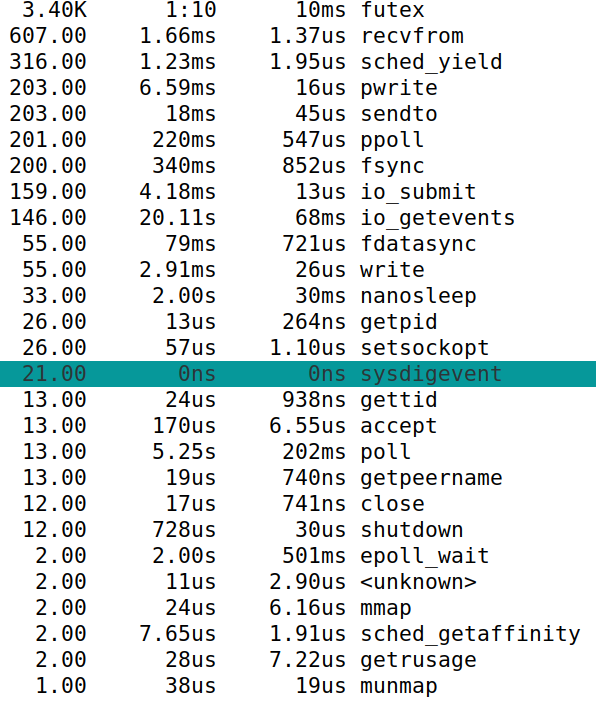 3.40K 1:10 10ms futex
607.00 1.66ms 1.37us recvfrom
316.00 1.23ms 1.95us sched_yield
203.00 6.59ms 16us pwrite
203.00 18ms 45us sendto
201.00 220ms 547us ppoll
200.00 340ms 852us fsync
159.00 4.18ms 13us io_submit
146.00 20.11s 68ms io_getevents
55.00 79ms 721us fdatasync
55.00 2.91ms 26us write
33.00 2.00s 30ms nanosleep
26.00 13us 264ns getpid
26.00 57us 1.10us setsockopt
21.00 0ns 0ns sysdigevent
13.00 24us 938ns gettid
13.00 170us 6.55us accept
13.00 5.25s 202ms poll
13.00 19us 740ns getpeername
12.00 17us 741ns close
12.00 728us 30us shutdown
2.00 2.00s 501ms epoll_wait
2.00 11us 2.90us <unknown>
2.00 24us 6.16us mmap
2.00 7.65us 1.91us sched_getaffinity
2.00 28us 7.22us getrusage
1.00 38us 19us munmap